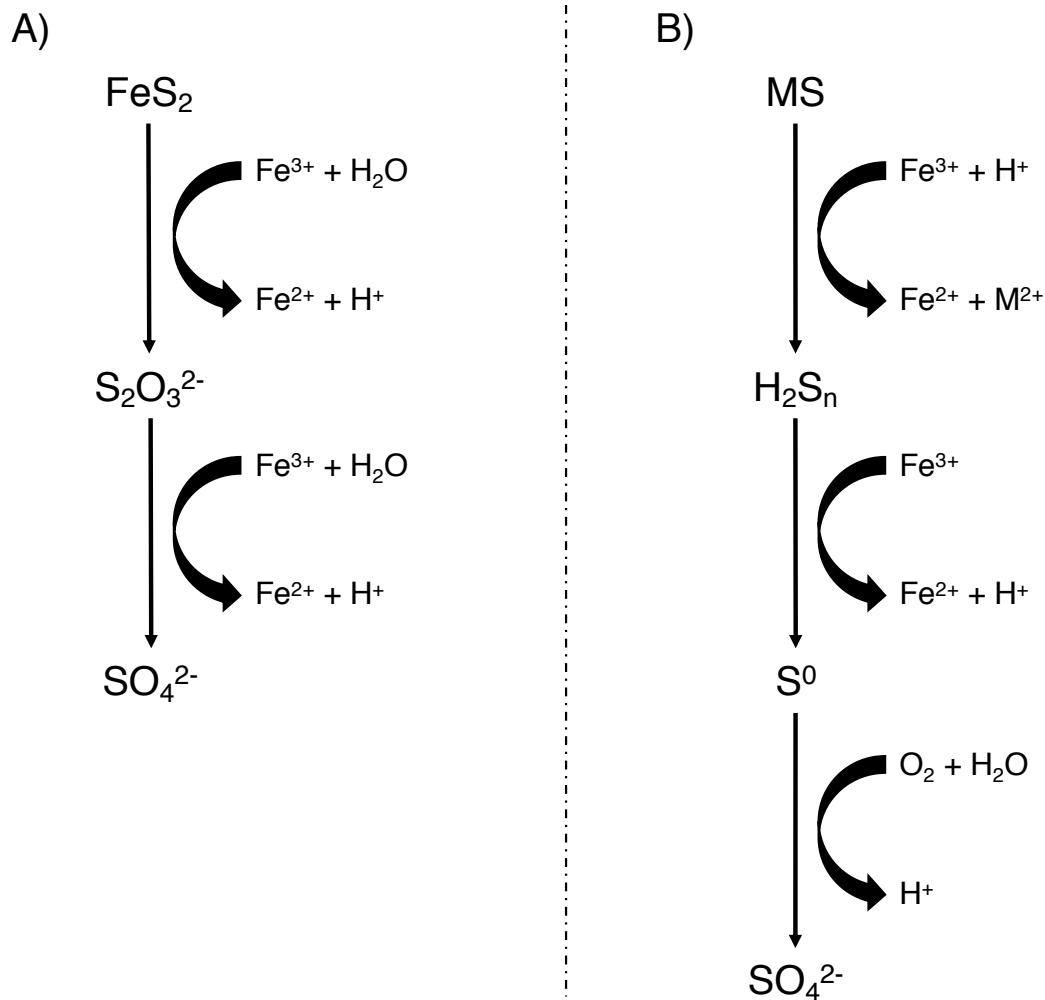 A)
FeS₂
Fe³⁺ + H₂O
Fe²⁺ + H⁺
S₂O₃²⁻
Fe³⁺ + H₂O
Fe²⁺ + H⁺
SO₄²⁻
B)
MS
Fe³⁺ + H⁺
Fe²⁺ + M²⁺
H₂Sₙ
Fe³⁺
Fe²⁺ + H⁺
S⁰
O₂ + H₂O
H⁺
SO₄²⁻